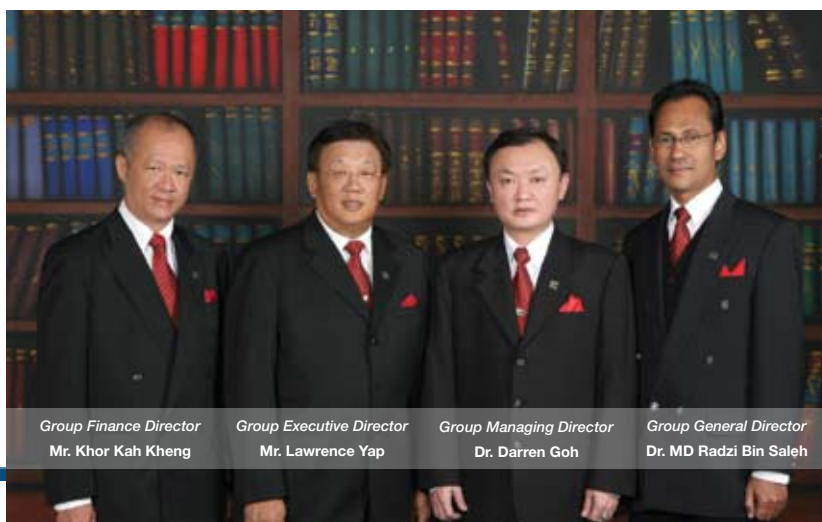 Group Finance Director
Mr. Khor Kah Kheng
Group Executive Director
Mr. Lawrence Yap
Group Managing Director
Dr. Darren Goh
Group General Director
Dr. MD Radzi Bin Saleh